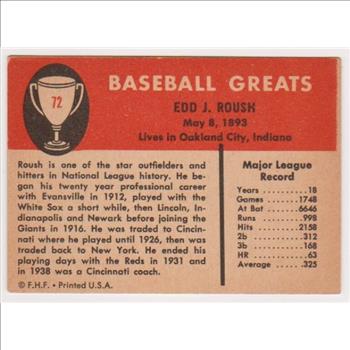 72
BASEBALL GREATS
EDD J. ROUSH
May 8, 1893
Lives in Oakland City, Indiana
Roush is one of the star outfielders and
hitters in National League history. He be-
gan his twenty year professional career
with Evansville in 1912, played with the
White Sox a short time, then Lincoln, In-
dianapolis and Newark before joining the
Giants in 1916. He was traded to Cincin-
nati where he played until 1926, then was
traded back to New York. He ended his
playing days with the Reds in 1931 and
in 1938 was a Cincinnati coach.
© F.H.F. • Printed U.S.A.
Major League
Record
Years 18
Games 1748
At Bat 6646
Runs 998
Hits 2158
2b 312
3b 168
HR 63
Average .325